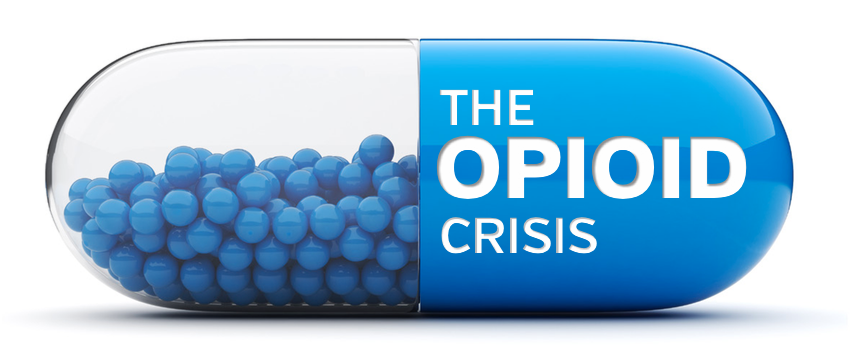 THE
OPIOID
CRISIS